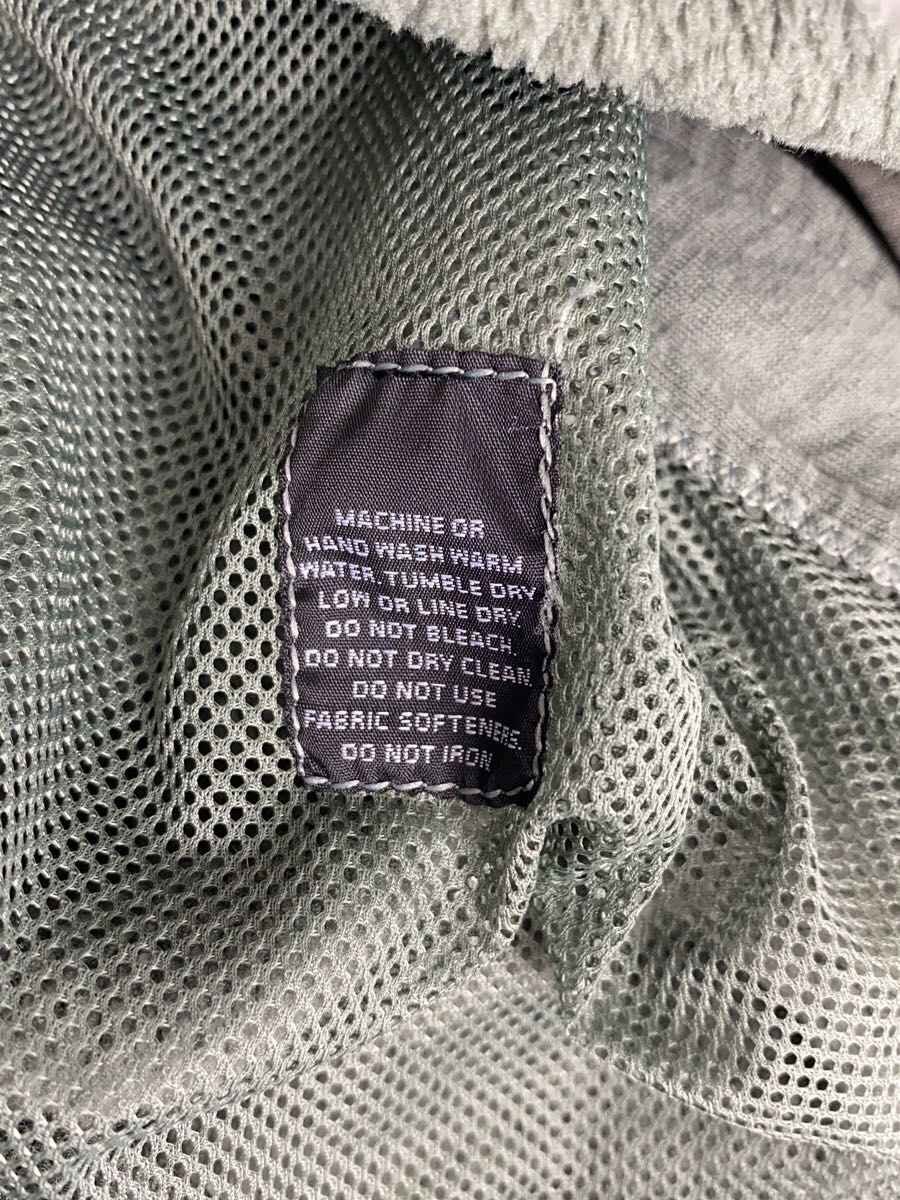 MACHINE OR
HAND WASH WARM
WATER. TUMBLE DRY
LOW OR LINE DRY.
DO NOT BLEACH.
DO NOT DRY CLEAN.
DO NOT USE
FABRIC SOFTENERS.
DO NOT IRON